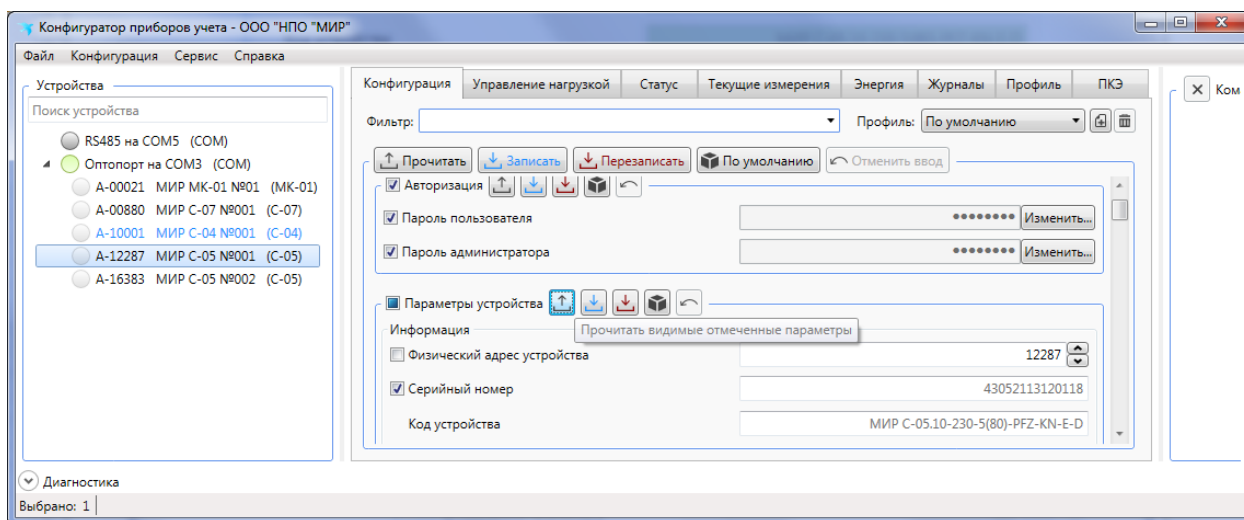 Конфигуратор приборов учета - ООО "НПО "МИР"
Файл Конфигурация Сервис Справка
Устройства
Поиск устройства
RS485 на COM5 (COM)
Оптопорт на COM3 (COM)
А-00021 МИР МК-01 №01 (МК-01)
А-00880 МИР С-07 №001 (С-07)
А-10001 МИР С-04 №001 (С-04)
А-12287 МИР С-05 №001 (С-05)
А-16383 МИР С-05 №002 (С-05)
Конфигурация Управление нагрузкой Статус Текущие измерения Энергия Журналы Профиль ПКЭ
Фильтр: Профиль: По умолчанию
Прочитать Записать Перезаписать По умолчанию Отменить ввод
Авторизация
Пароль пользователя ●●●●●●●● Изменить...
Пароль администратора ●●●●●●●● Изменить...
Параметры устройства
Прочитать видимые отмеченные параметры
Информация
Физический адрес устройства 12287
Серийный номер 43052113120118
Код устройства МИР С-05.10-230-5(80)-PFZ-KN-E-D
Ком
Диагностика
Выбрано: 1